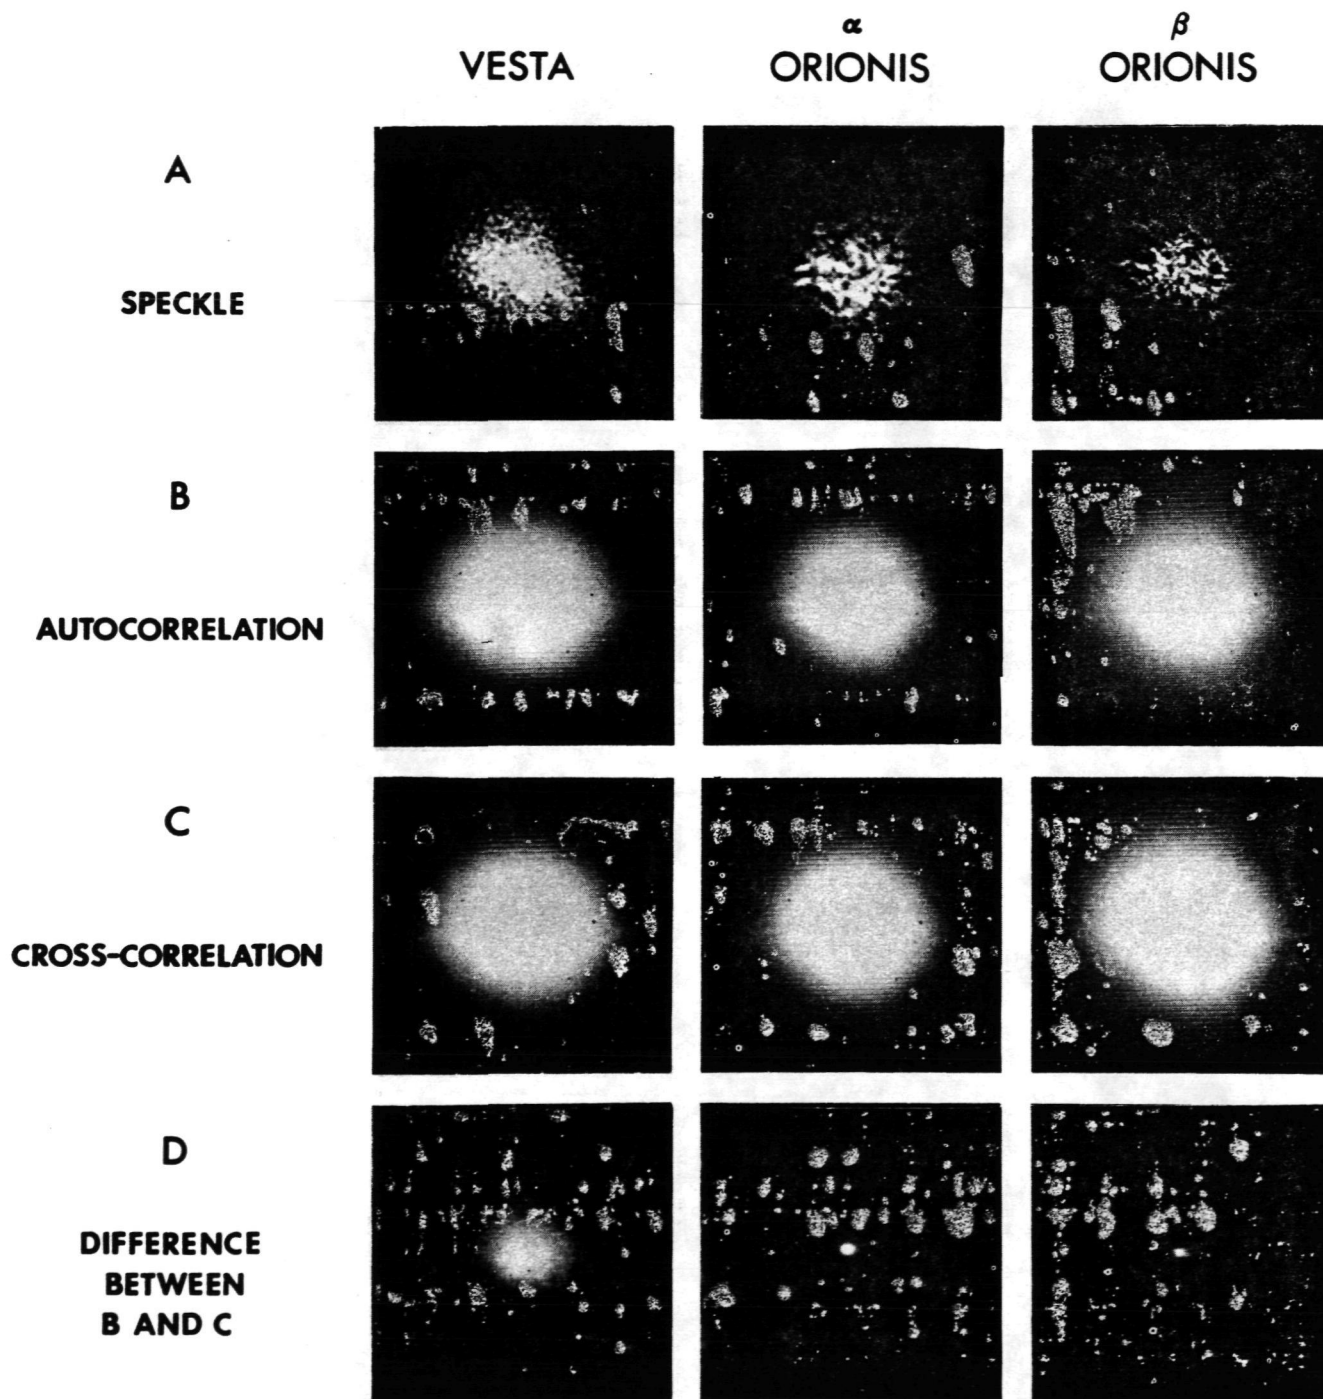 VESTA
α
ORIONIS
β
ORIONIS
A
SPECKLE
B
AUTOCORRELATION
C
CROSS-CORRELATION
D
DIFFERENCE
BETWEEN
B AND C